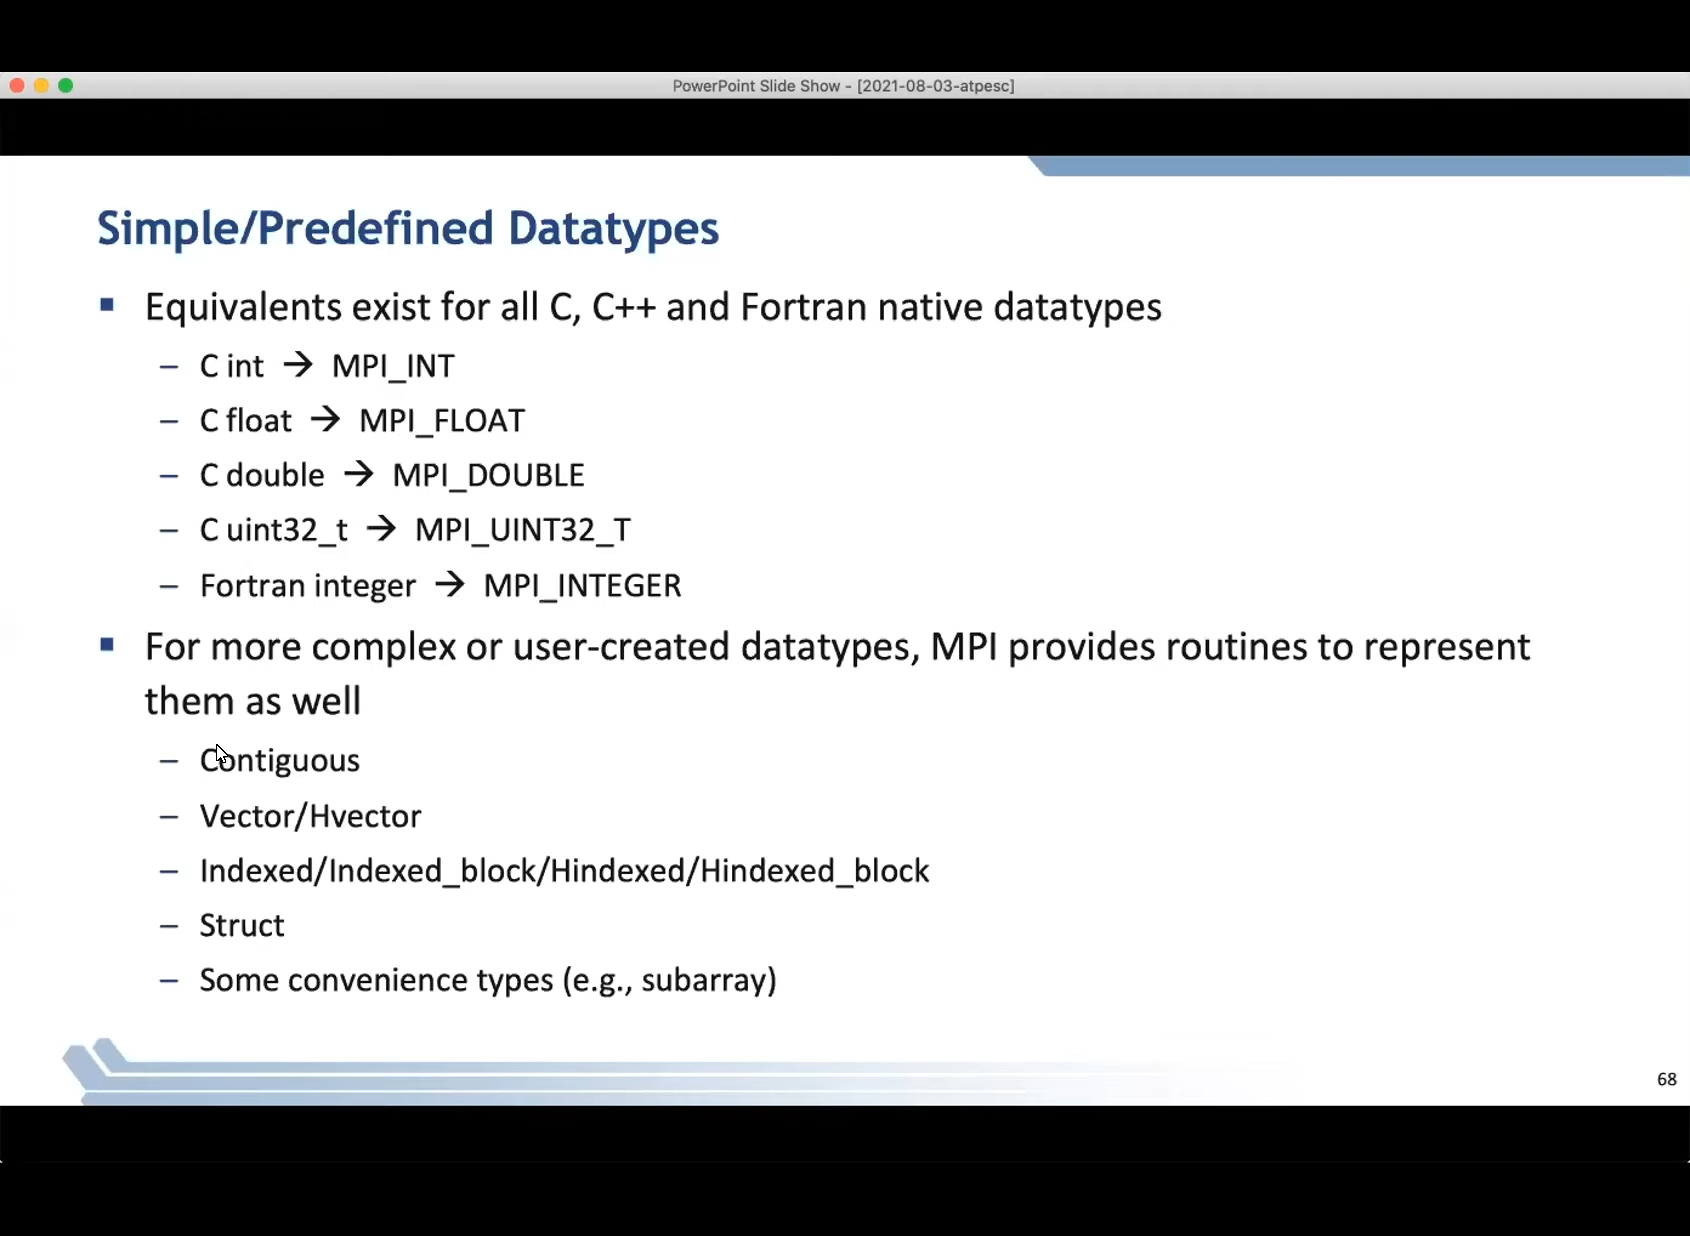 PowerPoint Slide Show - [2021-08-03-atpesc]
Simple/Predefined Datatypes
▪ Equivalents exist for all C, C++ and Fortran native datatypes
– C int → MPI_INT
– C float → MPI_FLOAT
– C double → MPI_DOUBLE
– C uint32_t → MPI_UINT32_T
– Fortran integer → MPI_INTEGER
▪ For more complex or user-created datatypes, MPI provides routines to represent
them as well
– Contiguous
– Vector/Hvector
– Indexed/Indexed_block/Hindexed/Hindexed_block
– Struct
– Some convenience types (e.g., subarray)
68